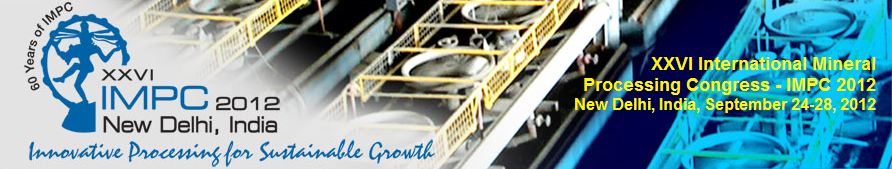 60 Years of IMPC
XXVI
IMPC 2012
New Delhi, India
Innovative Processing for Sustainable Growth
XXVI International Mineral
Processing Congress - IMPC 2012
New Delhi, India, September 24-28, 2012